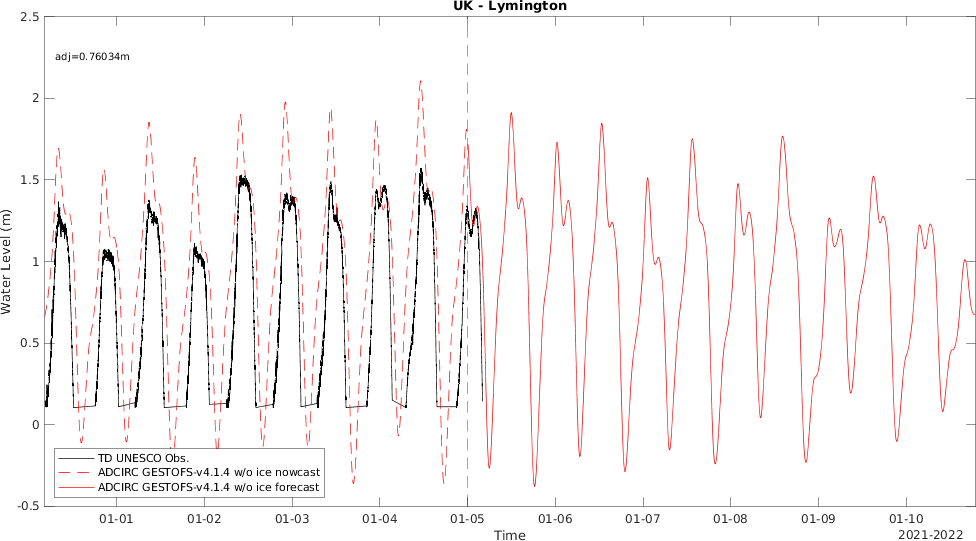 UK - Lymington
adj=0.76034m
2.5
2
1.5
1
0.5
0
-0.5
Water Level (m)
TD UNESCO Obs.
ADCIRC GESTOFS-v4.1.4 w/o ice nowcast
ADCIRC GESTOFS-v4.1.4 w/o ice forecast
01-01 01-02 01-03 01-04 01-05 01-06 01-07 01-08 01-09 01-10
Time
2021-2022